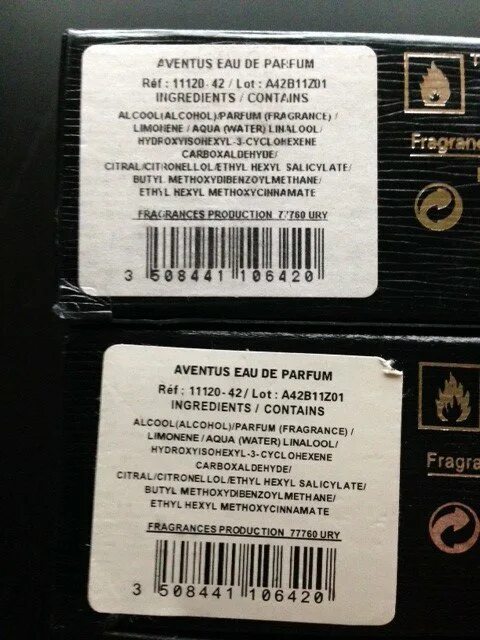 AVENTUS EAU DE PARFUM
Réf : 11120- 42 / Lot : A42B11Z01
INGREDIENTS / CONTAINS
ALCOOL(ALCOHOL)/PARFUM (FRAGRANCE) /
LIMONENE / AQUA (WATER) LINALOOL/
HYDROXYISOHEXYL-3-CYCLOHEXENE
CARBOXALDEHYDE/
CITRAL/CITRONELLOL/ETHYL HEXYL SALICYLATE/
BUTYL METHOXYDIBENZOYLMETHANE/
ETHYL HEXYL METHOXYCINNAMATE
FRAGRANCES PRODUCTION 77760 URY
3 508441 106420
Fragranc
AVENTUS EAU DE PARFUM
Réf : 11120- 42 / Lot : A42B11Z01
INGREDIENTS / CONTAINS
ALCOOL(ALCOHOL)/PARFUM (FRAGRANCE) /
LIMONENE / AQUA (WATER) LINALOOL/
HYDROXYISOHEXYL-3-CYCLOHEXENE
CARBOXALDEHYDE/
CITRAL/CITRONELLOL/ETHYL HEXYL SALICYLATE/
BUTYL METHOXYDIBENZOYLMETHANE/
ETHYL HEXYL METHOXYCINNAMATE
FRAGRANCES PRODUCTION 77760 URY
3 508441 106420
Fragra